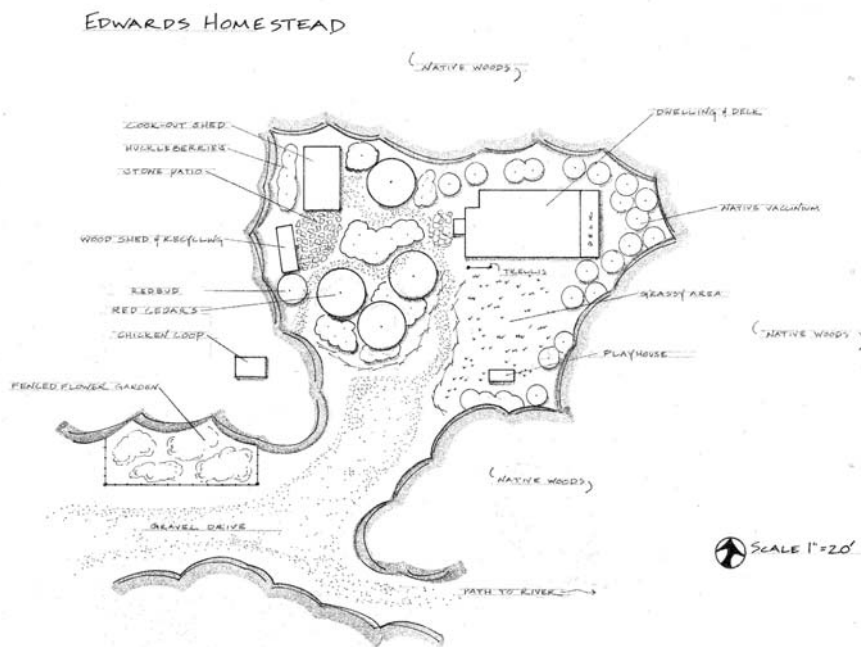 EDWARDS HOMESTEAD
(NATIVE WOODS)
COOK-OUT SHED
HUCKLEBERRIES
STONE PATIO
WOOD SHED & RECYCLING
REDBUD
RED CEDAR'S
CHICKEN COOP
FENCED FLOWER GARDEN
DWELLING & DECK
DECK
NATIVE VACCINIUM
TRELLIS
GRASSY AREA
(NATIVE WOODS)
PLAYHOUSE
(NATIVE WOODS)
GRAVEL DRIVE
SCALE 1"=20'
PATH TO RIVER